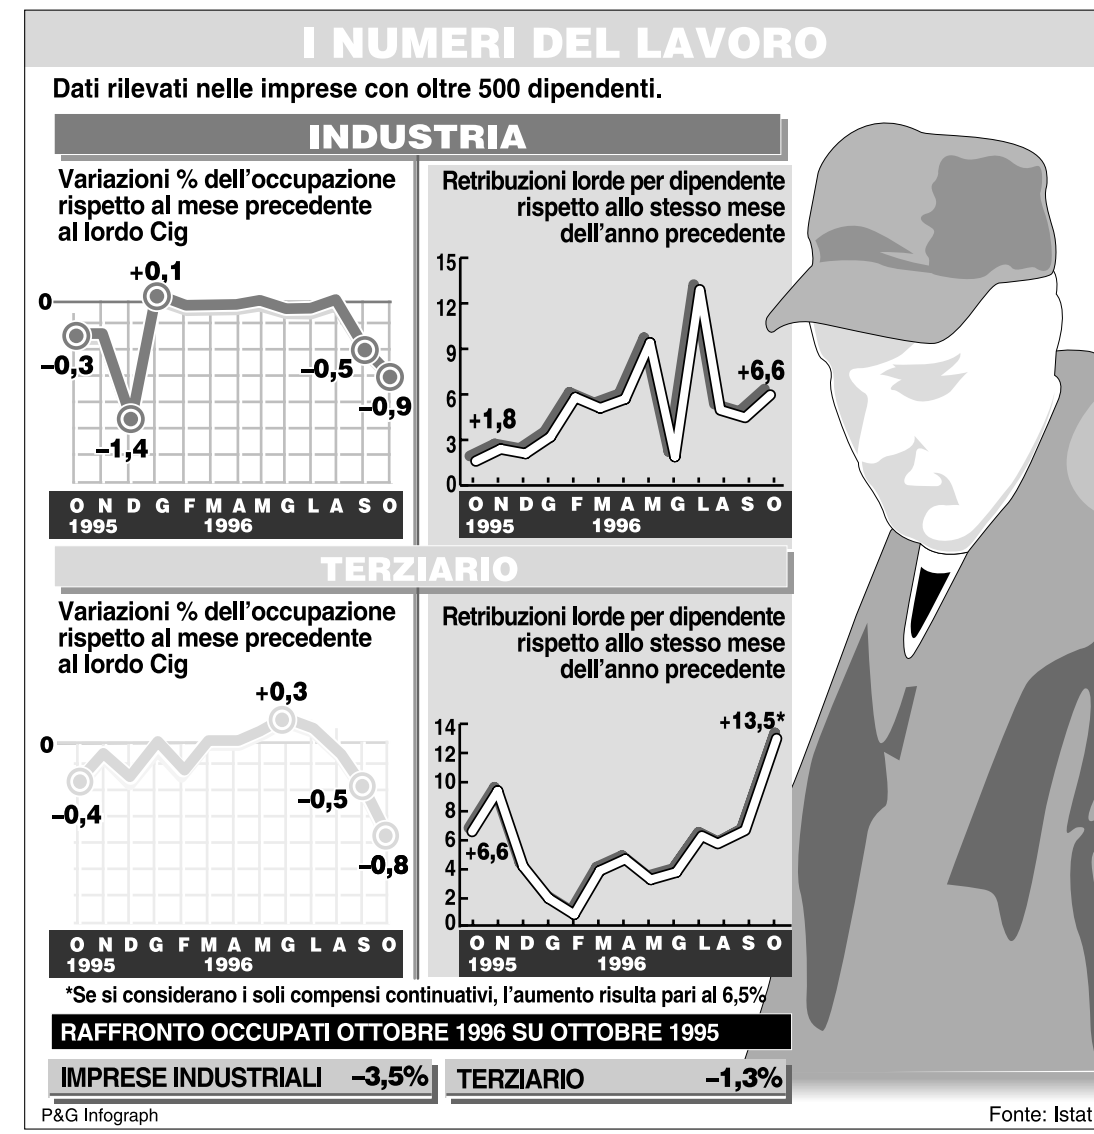 I NUMERI DEL LAVORO
Dati rilevati nelle imprese con oltre 500 dipendenti.
INDUSTRIA
Variazioni % dell'occupazione
rispetto al mese precedente
al lordo Cig
+0,1
0
–0,3
–0,5
–0,9
–1,4
O N D G F M A M G L A S O
1995 1996
Retribuzioni lorde per dipendente
rispetto allo stesso mese
dell'anno precedente
15
12
9
+6,6
6
+1,8
3
0
O N D G F M A M G L A S O
1995 1996
TERZIARIO
Variazioni % dell'occupazione
rispetto al mese precedente
al lordo Cig
+0,3
0
–0,5
–0,4
–0,8
O N D G F M A M G L A S O
1995 1996
Retribuzioni lorde per dipendente
rispetto allo stesso mese
dell'anno precedente
+13,5*
14
12
10
8
6
+6,6
4
2
0
O N D G F M A M G L A S O
1995 1996
*Se si considerano i soli compensi continuativi, l'aumento risulta pari al 6,5%
RAFFRONTO OCCUPATI OTTOBRE 1996 SU OTTOBRE 1995
IMPRESE INDUSTRIALI –3,5% TERZIARIO –1,3%
P&G Infograph Fonte: Istat